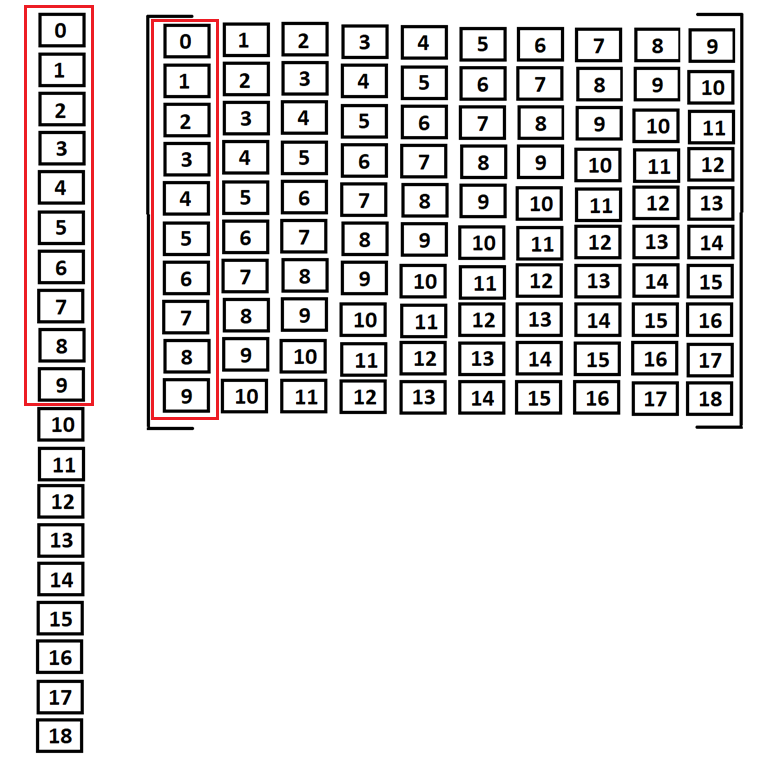 0
1
2
3
4
5
6
7
8
9
10
11
12
13
14
15
16
17
18
0 1 2 3 4 5 6 7 8 9
1 2 3 4 5 6 7 8 9 10
2 3 4 5 6 7 8 9 10 11
3 4 5 6 7 8 9 10 11 12
4 5 6 7 8 9 10 11 12 13
5 6 7 8 9 10 11 12 13 14
6 7 8 9 10 11 12 13 14 15
7 8 9 10 11 12 13 14 15 16
8 9 10 11 12 13 14 15 16 17
9 10 11 12 13 14 15 16 17 18